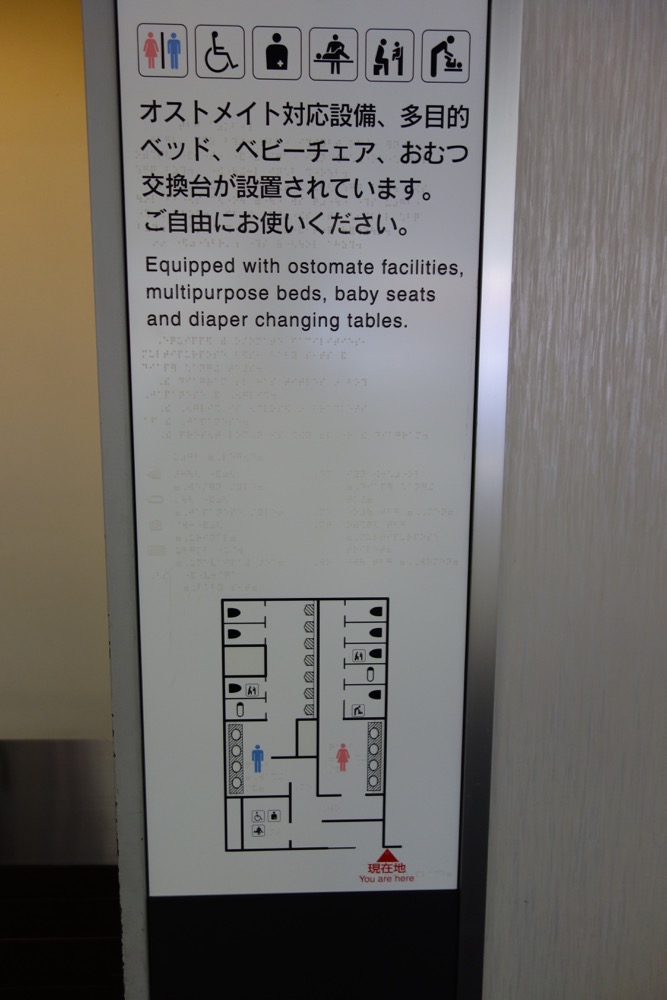 オストメイト対応設備、多目的
ベッド、ベビーチェア、おむつ
交換台が設置されています。
ご自由にお使いください。
Equipped with ostomate facilities,
multipurpose beds, baby seats
and diaper changing tables.
現在地
You are here